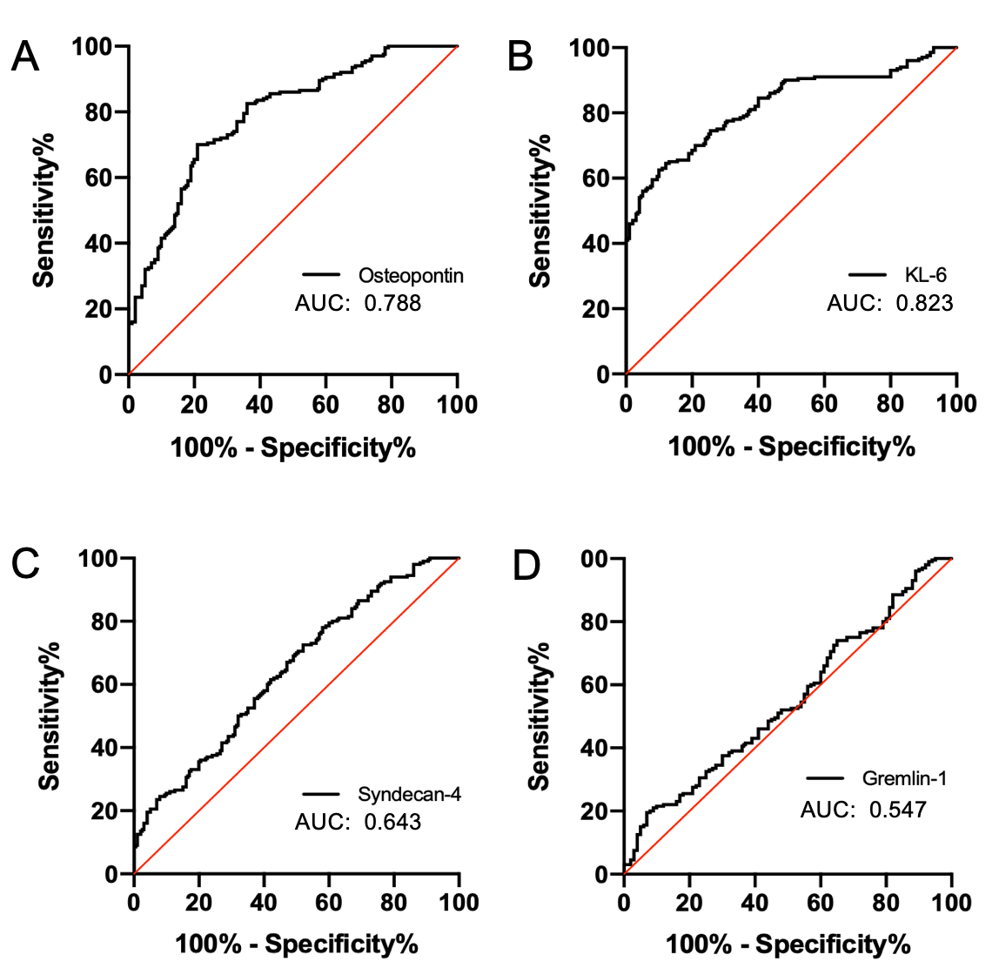 A
100
80
60
40
20
0
Sensitivity%
Osteopontin
AUC: 0.788
0 20 40 60 80 100
100% - Specificity%
B
100
80
60
40
20
0
Sensitivity%
KL-6
AUC: 0.823
0 20 40 60 80 100
100% - Specificity%
C
100
80
60
40
20
0
Sensitivity%
Syndecan-4
AUC: 0.643
0 20 40 60 80 100
100% - Specificity%
D
00
80
60
40
20
0
Sensitivity%
Gremlin-1
AUC: 0.547
0 20 40 60 80 100
100% - Specificity%